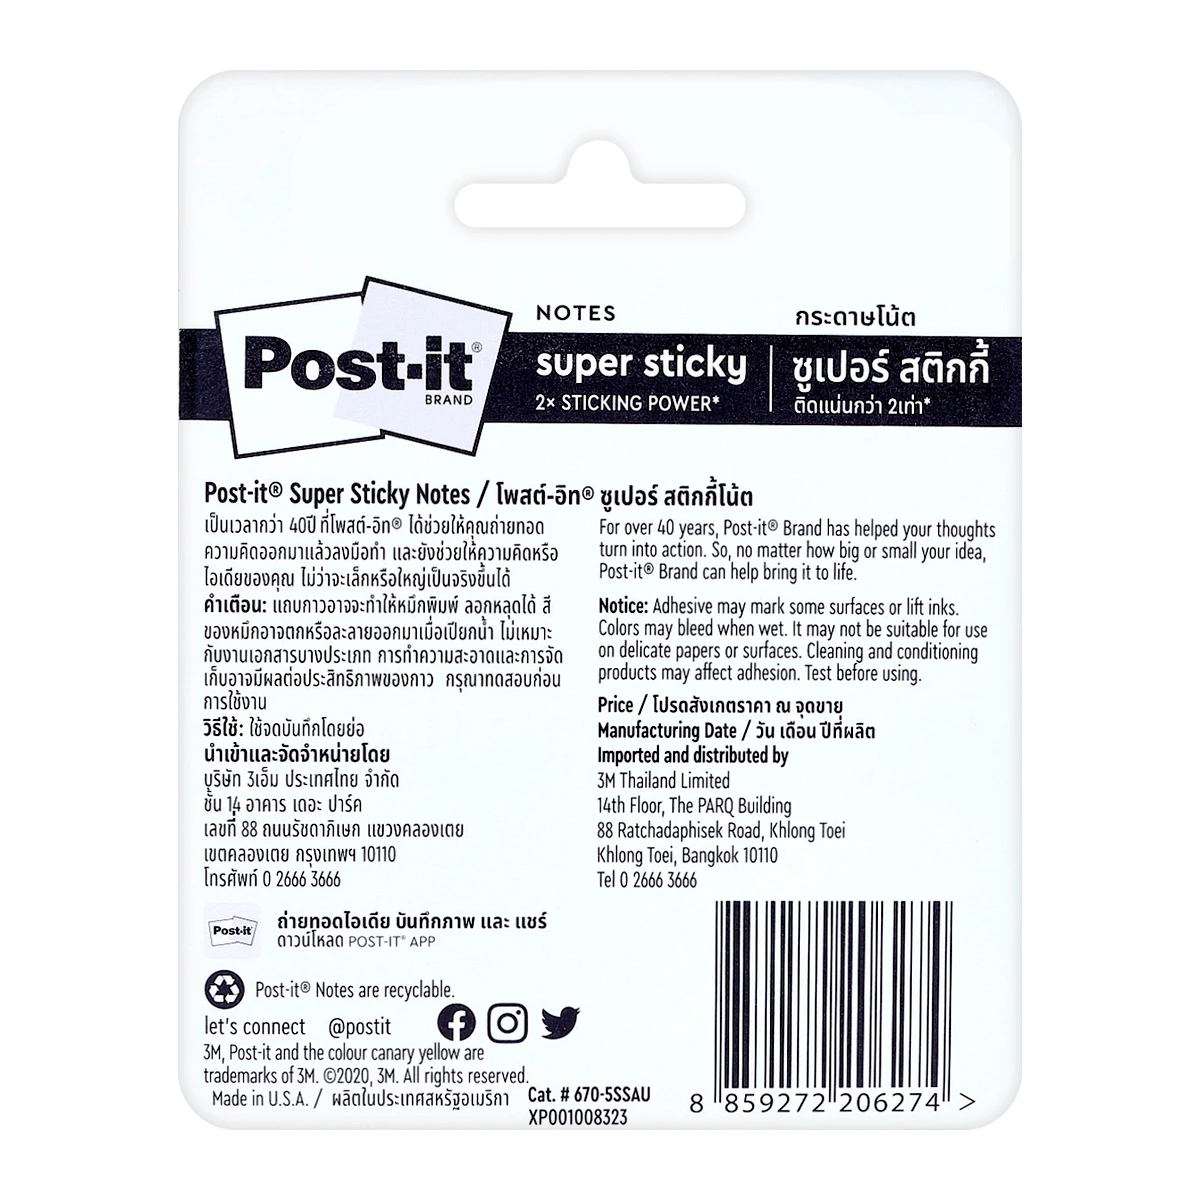 Post-it®
BRAND
NOTES
super sticky
2× STICKING POWER*
กระดาษโน้ต
ซูเปอร์ สติกกี้
ติดแน่นกว่า 2เท่า*
Post-it® Super Sticky Notes / โพสต์-อิท® ซูเปอร์ สติกกี้โน้ต
เป็นเวลากว่า 40ปี ที่โพสต์-อิท® ได้ช่วยให้คุณถ่ายทอด
ความคิดออกมาแล้วลงมือทำ และยังช่วยให้ความคิดหรือ
ไอเดียของคุณ ไม่ว่าจะเล็กหรือใหญ่เป็นจริงขึ้นได้
คำเตือน: แถบกาวอาจจะทำให้หมึกพิมพ์ ลอกหลุดได้ สี
ของหมึกอาจตกหรือละลายออกมาเมื่อเปียกน้ำ ไม่เหมาะ
กับงานเอกสารบางประเภท การทำความสะอาดและการจัด
เก็บอาจมีผลต่อประสิทธิภาพของกาว กรุณาทดสอบก่อน
การใช้งาน
วิธีใช้: ใช้จดบันทึกโดยย่อ
นำเข้าและจัดจำหน่ายโดย
บริษัท 3เอ็ม ประเทศไทย จำกัด
ชั้น 14 อาคาร เดอะ ปาร์ค
เลขที่ 88 ถนนรัชดาภิเษก แขวงคลองเตย
เขตคลองเตย กรุงเทพฯ 10110
โทรศัพท์ 0 2666 3666
For over 40 years, Post-it® Brand has helped your thoughts
turn into action. So, no matter how big or small your idea,
Post-it® Brand can help bring it to life.
Notice: Adhesive may mark some surfaces or lift inks.
Colors may bleed when wet. It may not be suitable for use
on delicate papers or surfaces. Cleaning and conditioning
products may affect adhesion. Test before using.
Price / โปรดสังเกตราคา ณ จุดขาย
Manufacturing Date / วัน เดือน ปีที่ผลิต
Imported and distributed by
3M Thailand Limited
14th Floor, The PARQ Building
88 Ratchadaphisek Road, Khlong Toei
Khlong Toei, Bangkok 10110
Tel 0 2666 3666
Post-it
ถ่ายทอดไอเดีย บันทึกภาพ และ แชร์
ดาวน์โหลด POST-IT® APP
Post-it® Notes are recyclable.
let's connect @postit
3M, Post-it and the colour canary yellow are
trademarks of 3M. ©2020, 3M. All rights reserved.
Made in U.S.A. / ผลิตในประเทศสหรัฐอเมริกา
Cat. # 670-5SSAU
XP001008323
8 859272 206274 >